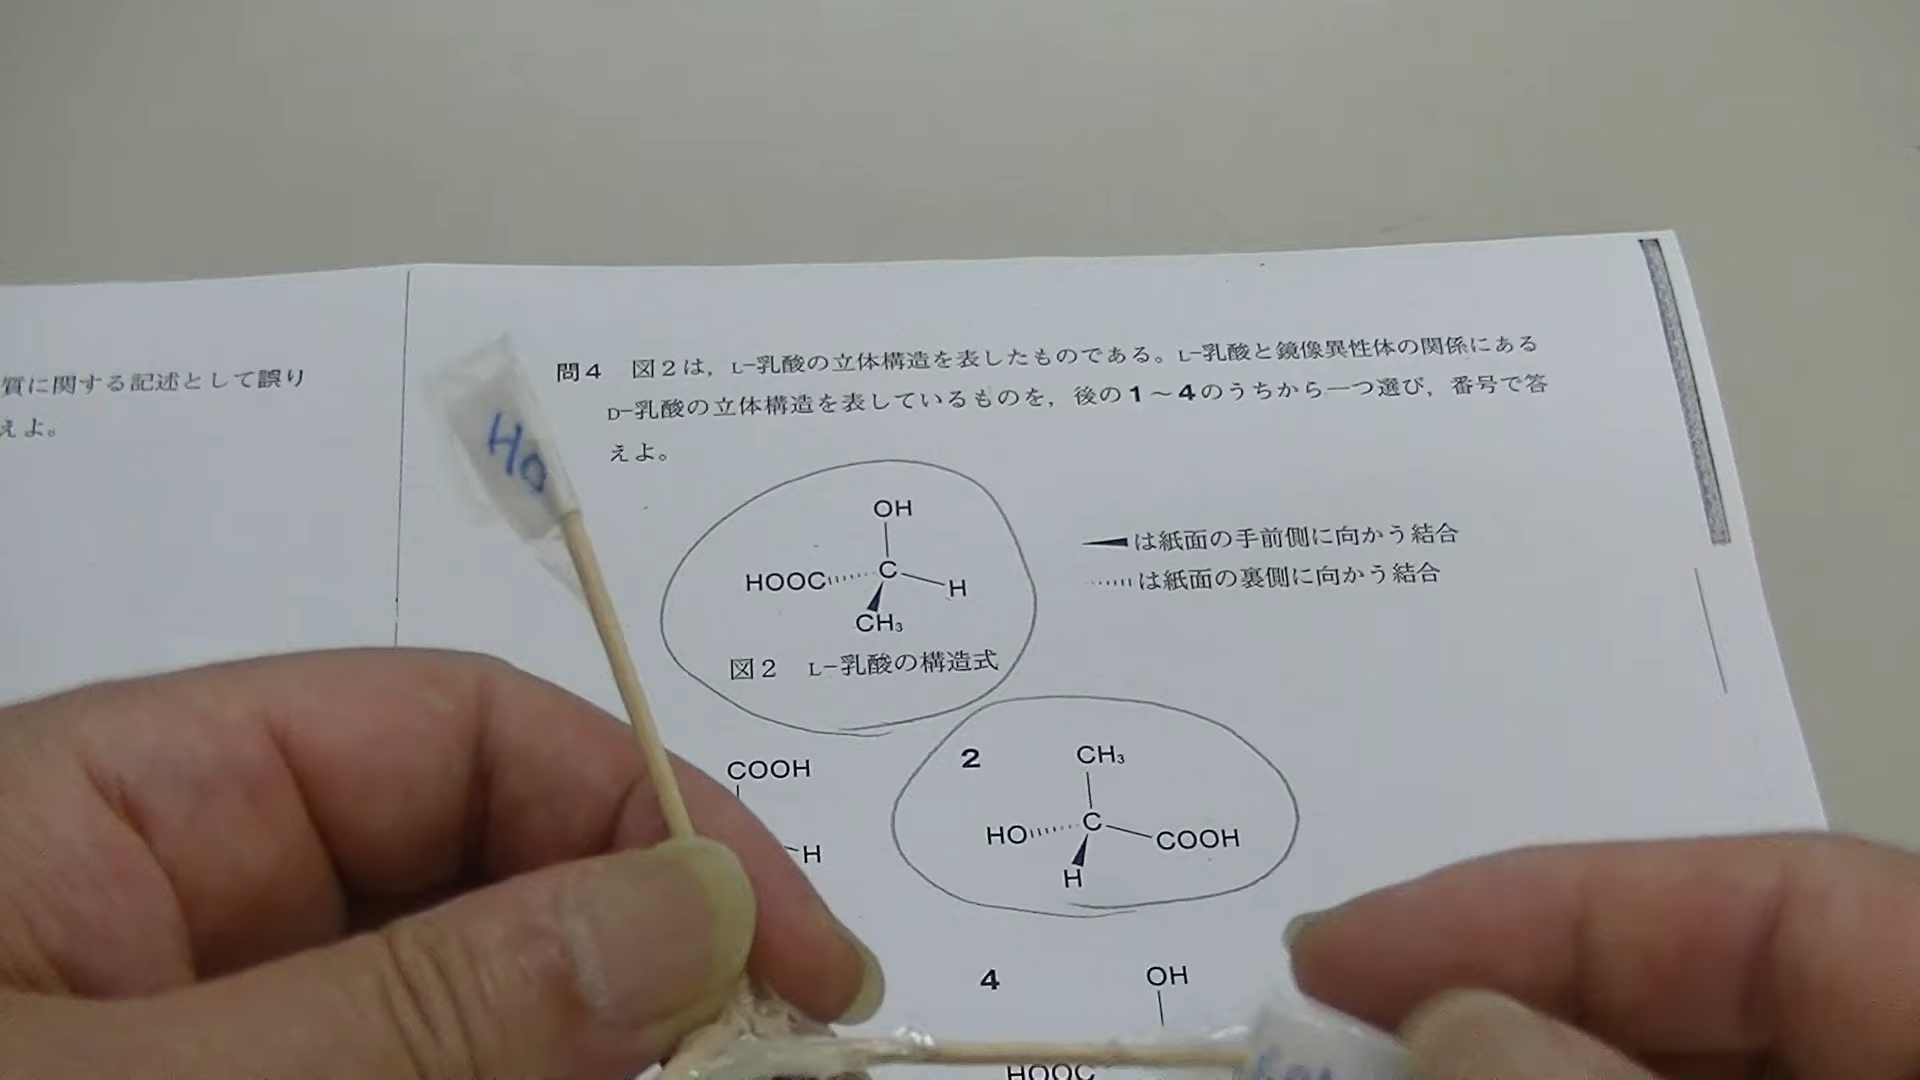 質に関する記述として誤り
えよ。
問4 図2は，L-乳酸の立体構造を表したものである。L-乳酸と鏡像異性体の関係にある
D-乳酸の立体構造を表しているものを，後の1～4のうちから一つ選び，番号で答
えよ。
HO
OH
HOOC C H
CH₃
は紙面の手前側に向かう結合
は紙面の裏側に向かう結合
図2 L-乳酸の構造式
COOH
H
2
CH₃
HO C COOH
H
4
OH
HOOC